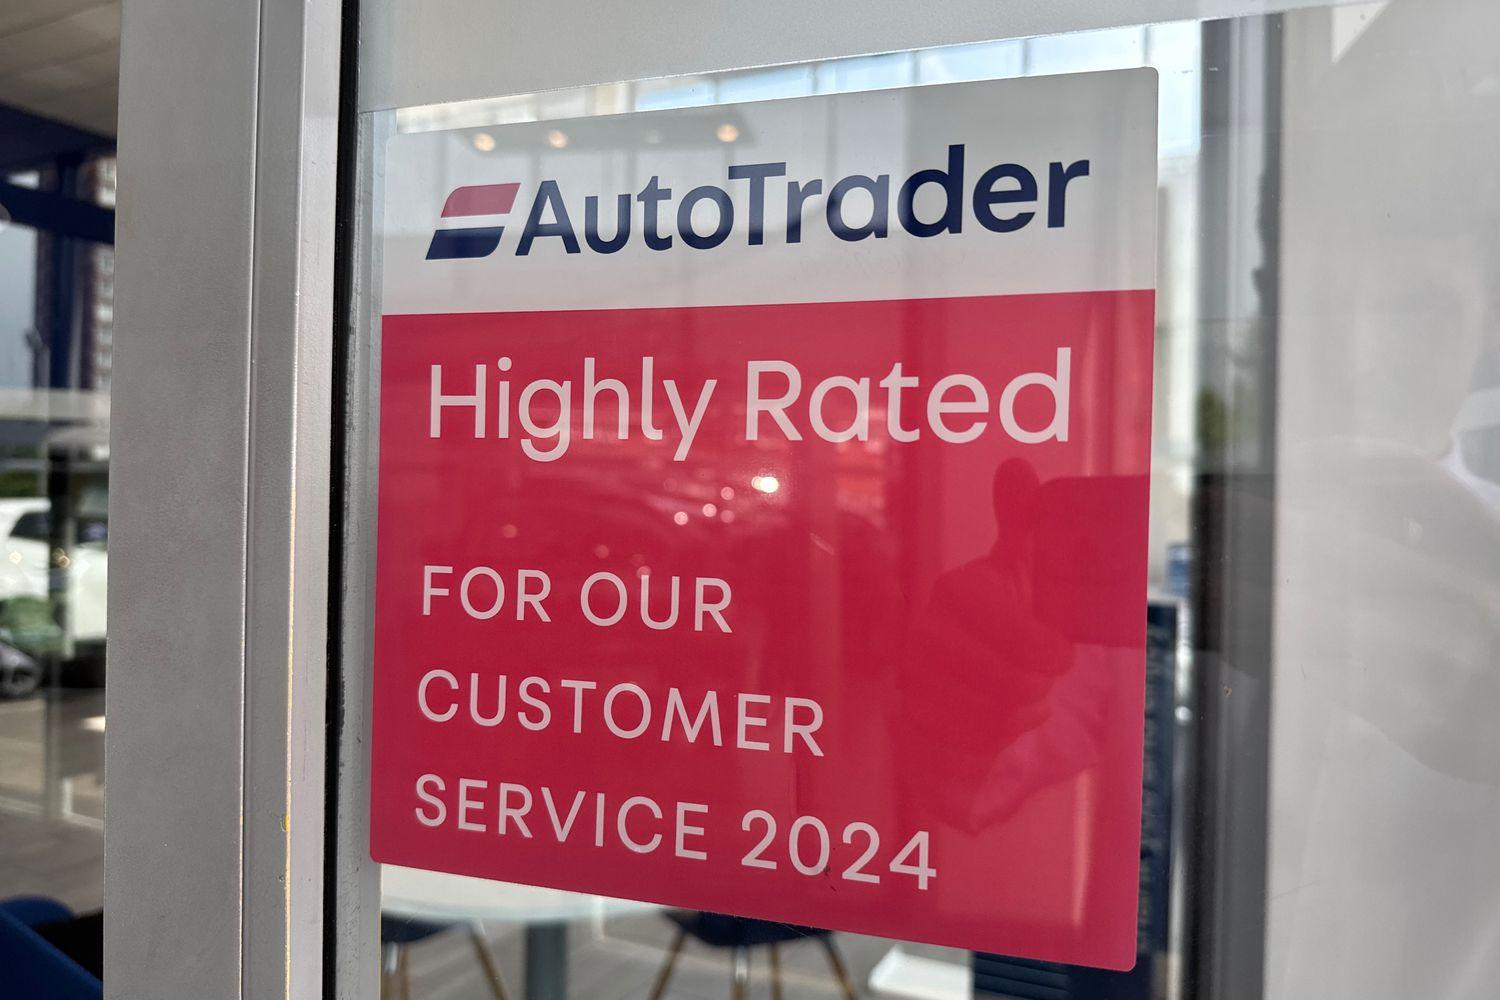 AutoTrader
Highly Rated
FOR OUR
CUSTOMER
SERVICE 2024